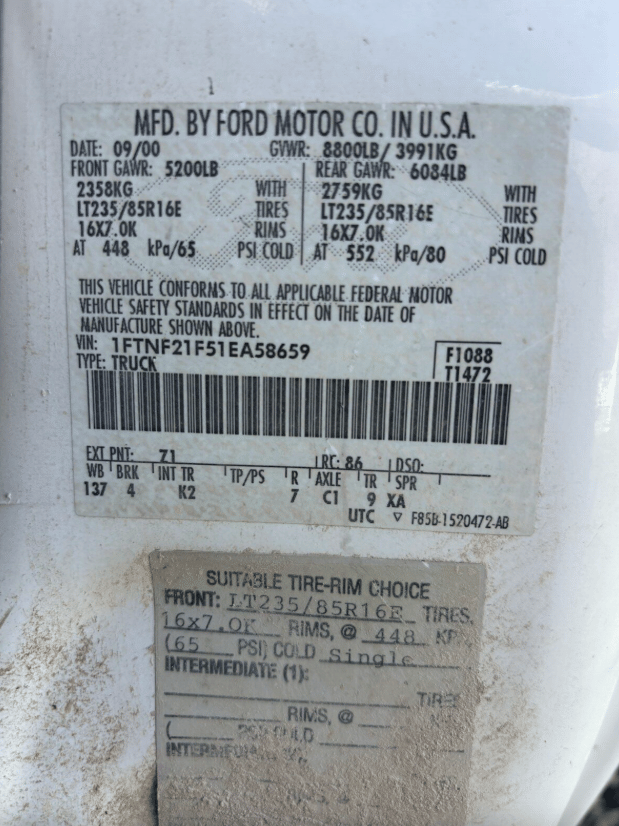 MFD. BY FORD MOTOR CO. IN U.S.A.
DATE: 09/00 GVWR: 8800LB/ 3991KG
FRONT GAWR: 5200LB REAR GAWR: 6084LB
2358KG WITH 2759KG WITH
LT235/85R16E TIRES LT235/85R16E TIRES
16X7.0K RIMS 16X7.0K RIMS
AT 448 kPa/65 PSI COLD AT 552 kPa/80 PSI COLD
THIS VEHICLE CONFORMS TO ALL APPLICABLE FEDERAL MOTOR
VEHICLE SAFETY STANDARDS IN EFFECT ON THE DATE OF
MANUFACTURE SHOWN ABOVE.
VIN: 1FTNF21F51EA58659 F1088
TYPE: TRUCK T1472
EXT PNT: Z1 RC: 86 DSO:
WB BRK INT TR TP/PS R AXLE TR SPR
137 4 K2 7 C1 9 XA
UTC ▽ F85B-1520472-AB
SUITABLE TIRE-RIM CHOICE
FRONT: LT235/85R16E TIRES,
16x7.0K RIMS, @ 448
(65 PSI) COLD Single
INTERMEDIATE (1):
RIMS, @